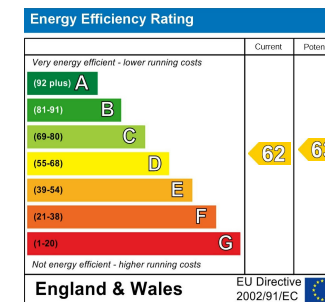 Energy Efficiency Rating
Current
Very energy efficient - lower running costs
(92 plus) A
(81-91) B
(69-80) C
(55-68) D
(39-54) E
(21-38) F
(1-20) G
62
Not energy efficient - higher running costs
England & Wales
EU Directive
2002/91/EC